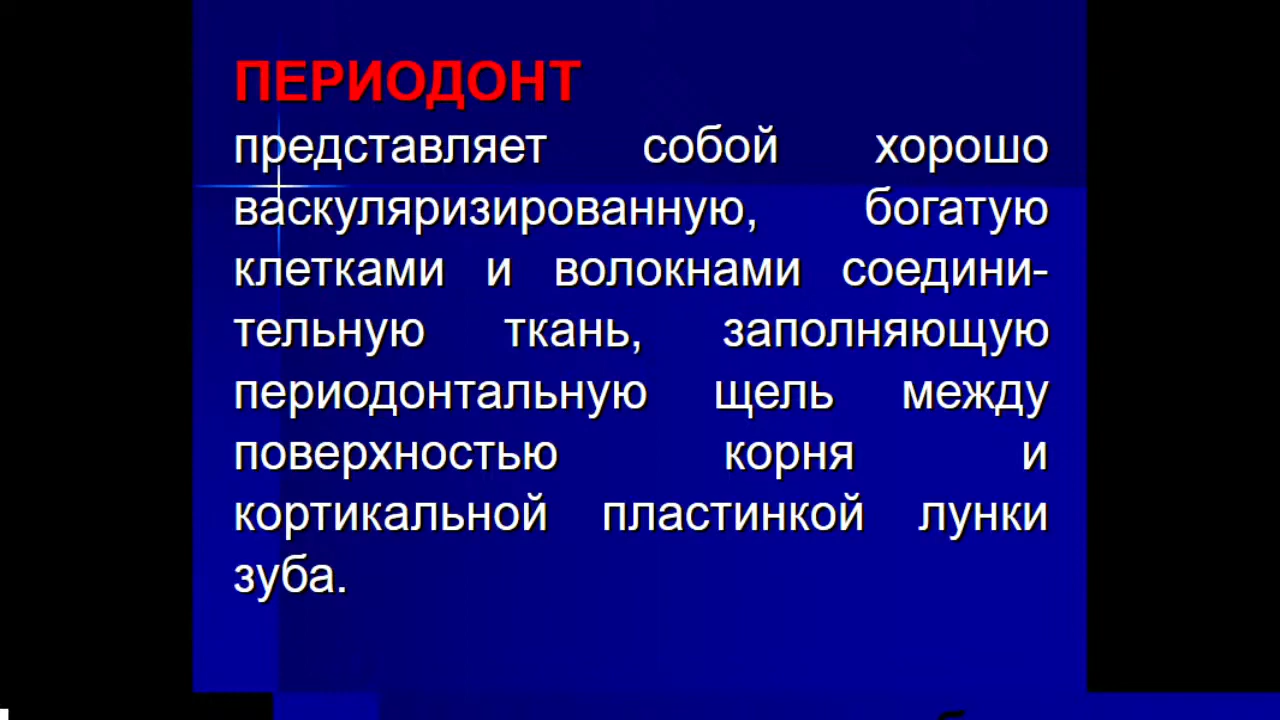 ПЕРИОДОНТ
представляет собой хорошо
васкуляризированную, богатую
клетками и волокнами соедини-
тельную ткань, заполняющую
периодонтальную щель между
поверхностью корня и
кортикальной пластинкой лунки
зуба.